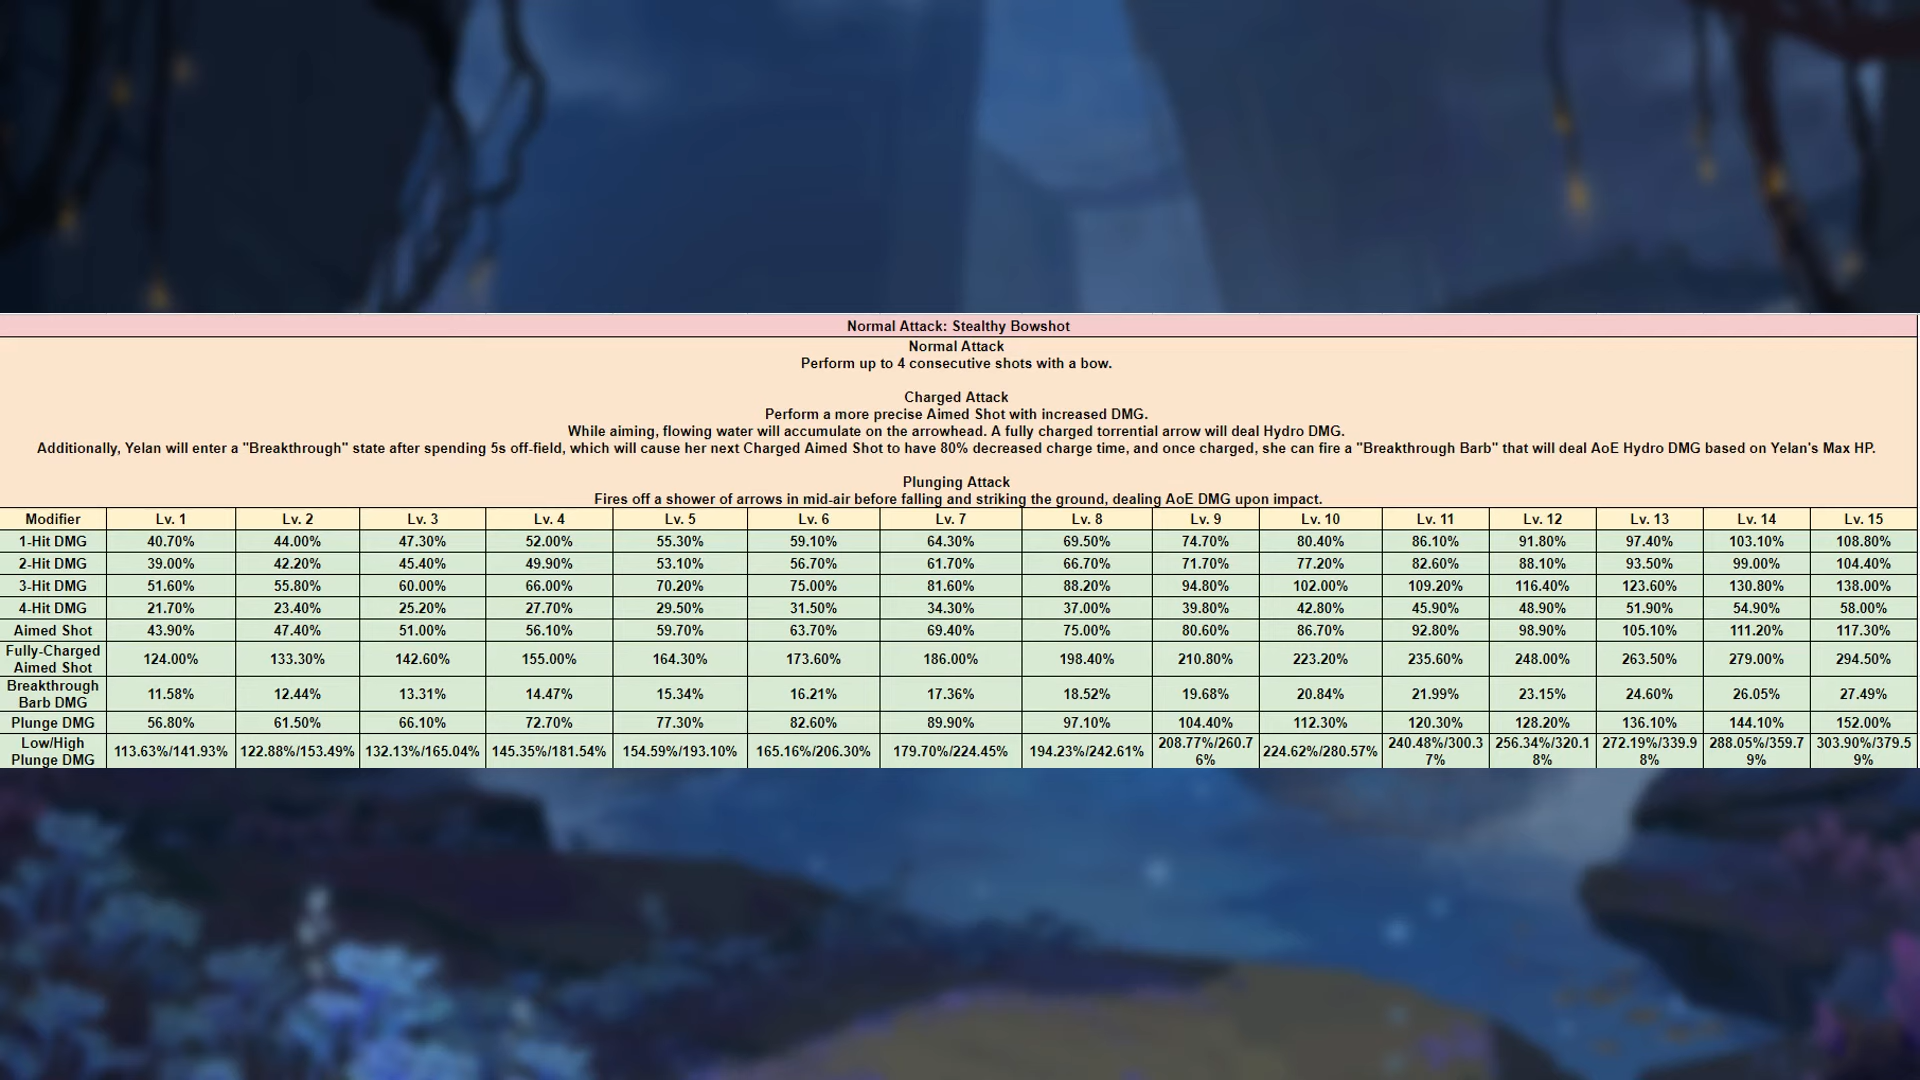 Normal Attack: Stealthy Bowshot
Normal Attack
Perform up to 4 consecutive shots with a bow.
Charged Attack
Perform a more precise Aimed Shot with increased DMG.
While aiming, flowing water will accumulate on the arrowhead. A fully charged torrential arrow will deal Hydro DMG.
Additionally, Yelan will enter a "Breakthrough" state after spending 5s off-field, which will cause her next Charged Aimed Shot to have 80% decreased charge time, and once charged, she can fire a "Breakthrough Barb" that will deal AoE Hydro DMG based on Yelan's Max HP.
Plunging Attack
Fires off a shower of arrows in mid-air before falling and striking the ground, dealing AoE DMG upon impact.
Modifier Lv. 1 Lv. 2 Lv. 3 Lv. 4 Lv. 5 Lv. 6 Lv. 7 Lv. 8 Lv. 9 Lv. 10 Lv. 11 Lv. 12 Lv. 13 Lv. 14 Lv. 15
1-Hit DMG 40.70% 44.00% 47.30% 52.00% 55.30% 59.10% 64.30% 69.50% 74.70% 80.40% 86.10% 91.80% 97.40% 103.10% 108.80%
2-Hit DMG 39.00% 42.20% 45.40% 49.90% 53.10% 56.70% 61.70% 66.70% 71.70% 77.20% 82.60% 88.10% 93.50% 99.00% 104.40%
3-Hit DMG 51.60% 55.80% 60.00% 66.00% 70.20% 75.00% 81.60% 88.20% 94.80% 102.00% 109.20% 116.40% 123.60% 130.80% 138.00%
4-Hit DMG 21.70% 23.40% 25.20% 27.70% 29.50% 31.50% 34.30% 37.00% 39.80% 42.80% 45.90% 48.90% 51.90% 54.90% 58.00%
Aimed Shot 43.90% 47.40% 51.00% 56.10% 59.70% 63.70% 69.40% 75.00% 80.60% 86.70% 92.80% 98.90% 105.10% 111.20% 117.30%
Fully-Charged
Aimed Shot 124.00% 133.30% 142.60% 155.00% 164.30% 173.60% 186.00% 198.40% 210.80% 223.20% 235.60% 248.00% 263.50% 279.00% 294.50%
Breakthrough
Barb DMG 11.58% 12.44% 13.31% 14.47% 15.34% 16.21% 17.36% 18.52% 19.68% 20.84% 21.99% 23.15% 24.60% 26.05% 27.49%
Plunge DMG 56.80% 61.50% 66.10% 72.70% 77.30% 82.60% 89.90% 97.10% 104.40% 112.30% 120.30% 128.20% 136.10% 144.10% 152.00%
Low/High
Plunge DMG 113.63%/141.93% 122.88%/153.49% 132.13%/165.04% 145.35%/181.54% 154.59%/193.10% 165.16%/206.30% 179.70%/224.45% 194.23%/242.61% 208.77%/260.76% 224.62%/280.57% 240.48%/300.37% 256.34%/320.18% 272.19%/339.98% 288.05%/359.79% 303.90%/379.59%